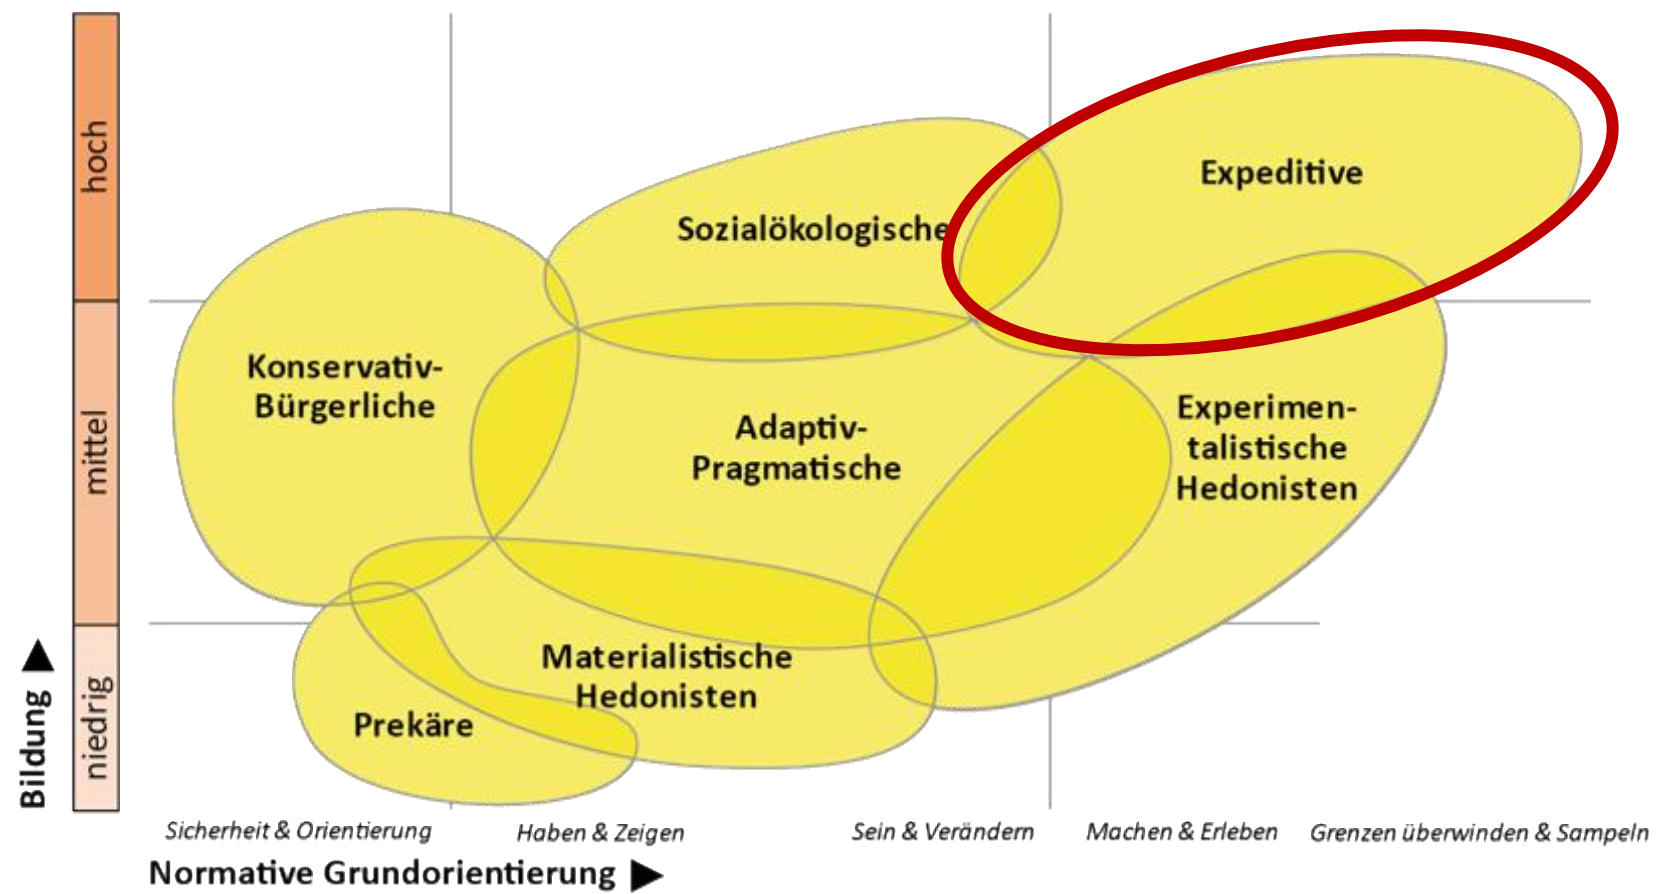 hoch
mittel
niedrig
Bildung
Expeditive
Sozialökologische
Konservativ-
Bürgerliche
Adaptiv-
Pragmatische
Experimen-
talistische
Hedonisten
Materialistische
Hedonisten
Prekäre
Sicherheit & Orientierung
Haben & Zeigen
Sein & Verändern
Machen & Erleben
Grenzen überwinden & Sampeln
Normative Grundorientierung